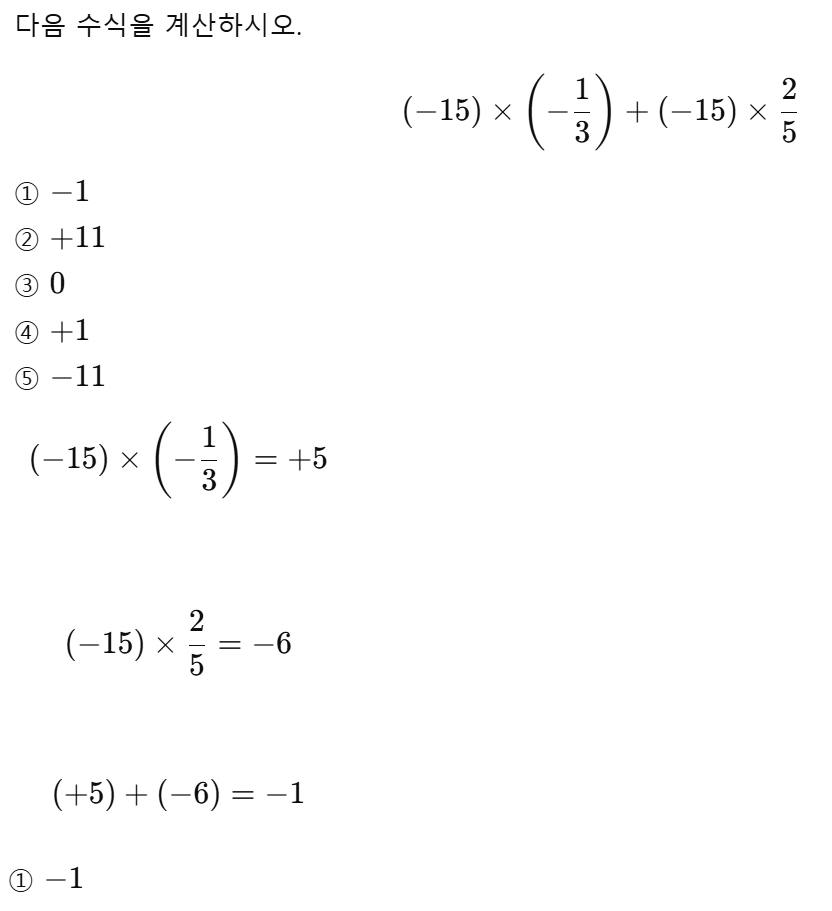 다음 수식을 계산하시오.
(−15) × (−1/3) + (−15) × 2/5
① −1
② +11
③ 0
④ +1
⑤ −11
(−15) × (−1/3) = +5
(−15) × 2/5 = −6
(+5) + (−6) = −1
① −1